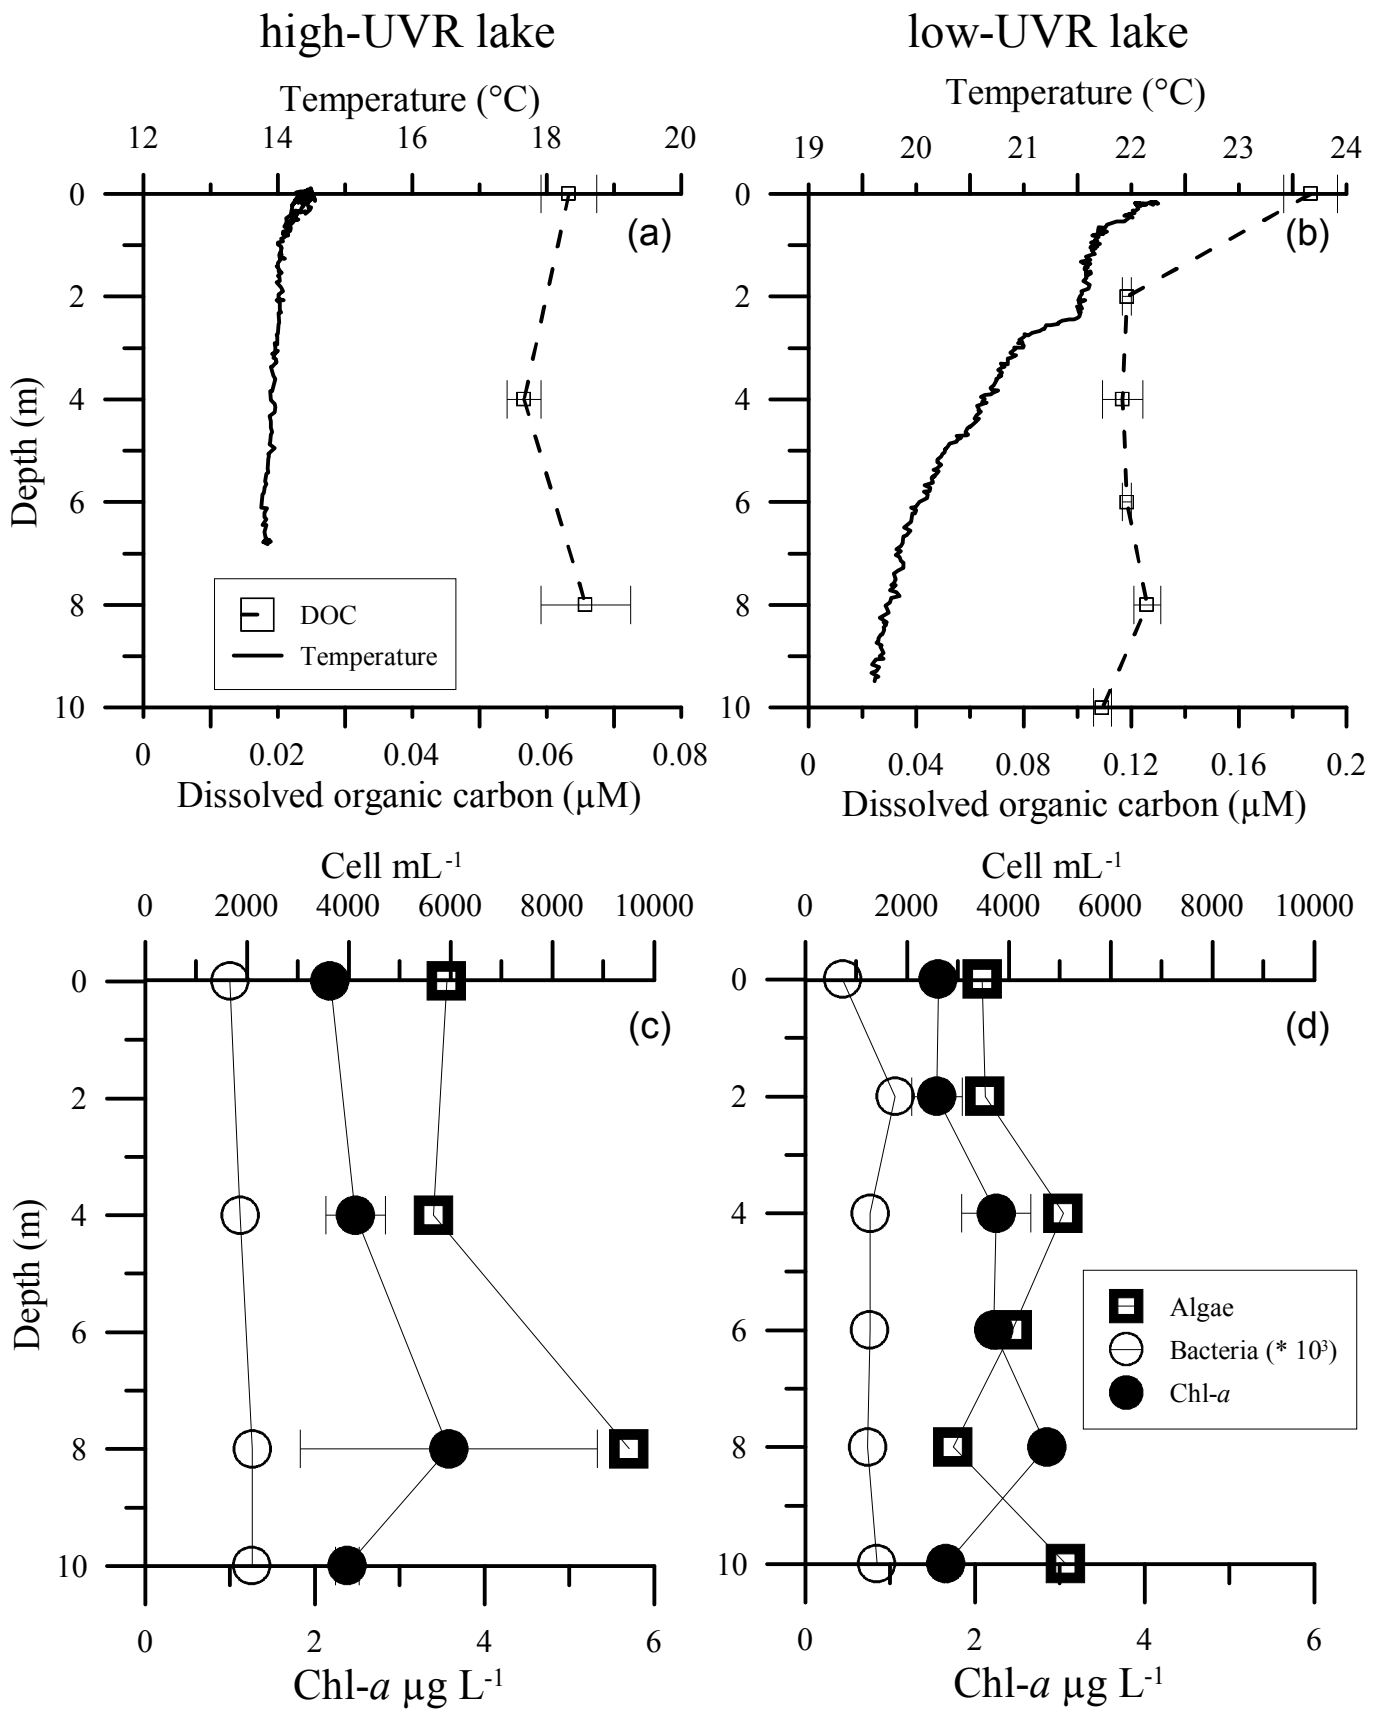 high-UVR lake
low-UVR lake
Temperature (°C)
Temperature (°C)
12 14 16 18 20
19 20 21 22 23 24
0
2
4
6
8
10
Depth (m)
(a)
DOC
Temperature
0 0.02 0.04 0.06 0.08
Dissolved organic carbon (µM)
0
2
4
6
8
10
(b)
0 0.04 0.08 0.12 0.16 0.2
Dissolved organic carbon (µM)
Cell mL⁻¹
0 2000 4000 6000 8000 10000
0
2
4
6
8
10
Depth (m)
(c)
0 2 4 6
Chl-a µg L⁻¹
Cell mL⁻¹
0 2000 4000 6000 8000 10000
0
2
4
6
8
10
(d)
Algae
Bacteria (* 10³)
Chl-a
0 2 4 6
Chl-a µg L⁻¹